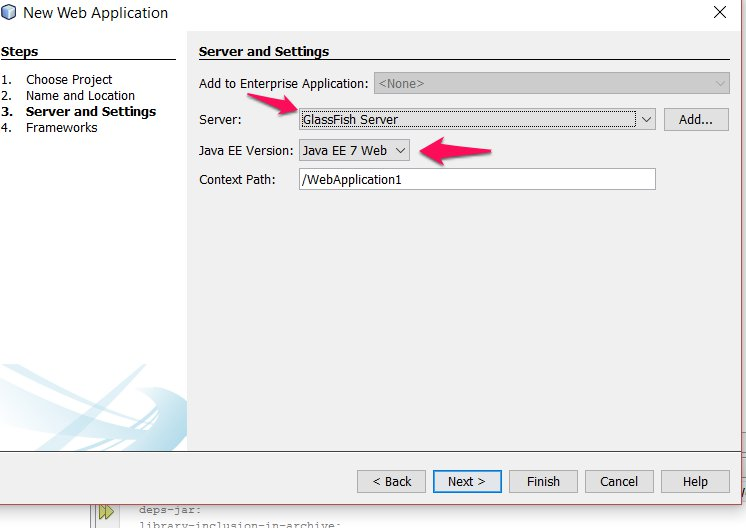 New Web Application
Steps
1. Choose Project
2. Name and Location
3. Server and Settings
4. Frameworks
Server and Settings
Add to Enterprise Application: <None>
Server: GlassFish Server Add...
Java EE Version: Java EE 7 Web
Context Path: /WebApplication1
< Back Next > Finish Cancel Help
deps-jar:
library-inclusion-in-archive: